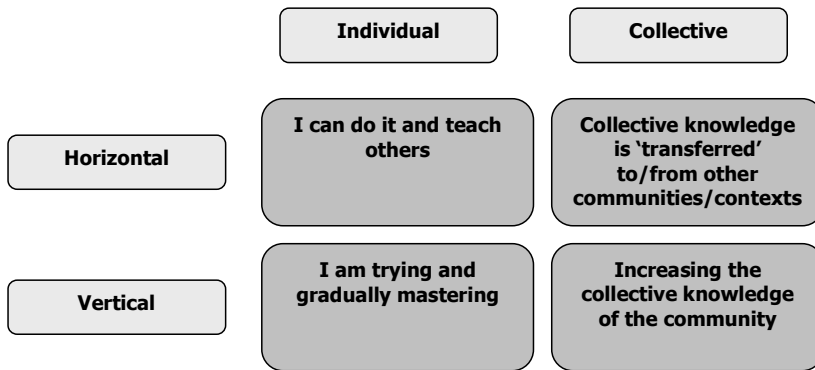 Individual
Collective
Horizontal
I can do it and teach
others
Collective knowledge
is ‘transferred’
to/from other
communities/contexts
Vertical
I am trying and
gradually mastering
Increasing the
collective knowledge
of the community